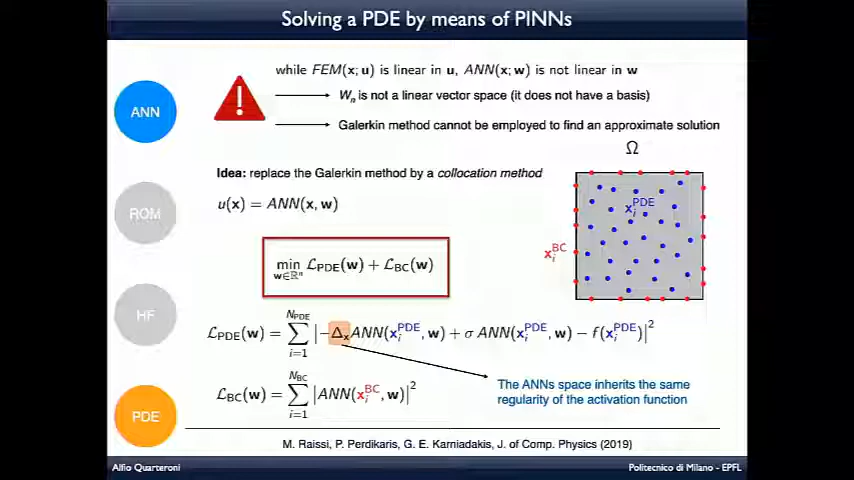 Solving a PDE by means of PINNs
while FEM(x; u) is linear in u, ANN(x; w) is not linear in w
W_n is not a linear vector space (it does not have a basis)
Galerkin method cannot be employed to find an approximate solution
ANN
ROM
HF
PDE
!
Idea: replace the Galerkin method by a collocation method
u(x) = ANN(x, w)
min_{w∈ℝ^n} ℒ_PDE(w) + ℒ_BC(w)
Ω
x_i^PDE
x_i^BC
ℒ_PDE(w) = ∑_{i=1}^{N_PDE} |−Δ_x ANN(x_i^PDE, w) + σ ANN(x_i^PDE, w) − f(x_i^PDE)|^2
ℒ_BC(w) = ∑_{i=1}^{N_BC} |ANN(x_i^BC, w)|^2
The ANNs space inherits the same
regularity of the activation function
M. Raissi, P. Perdikaris, G. E. Karniadakis, J. of Comp. Physics (2019)
Alfio Quarteroni
Politecnico di Milano - EPFL